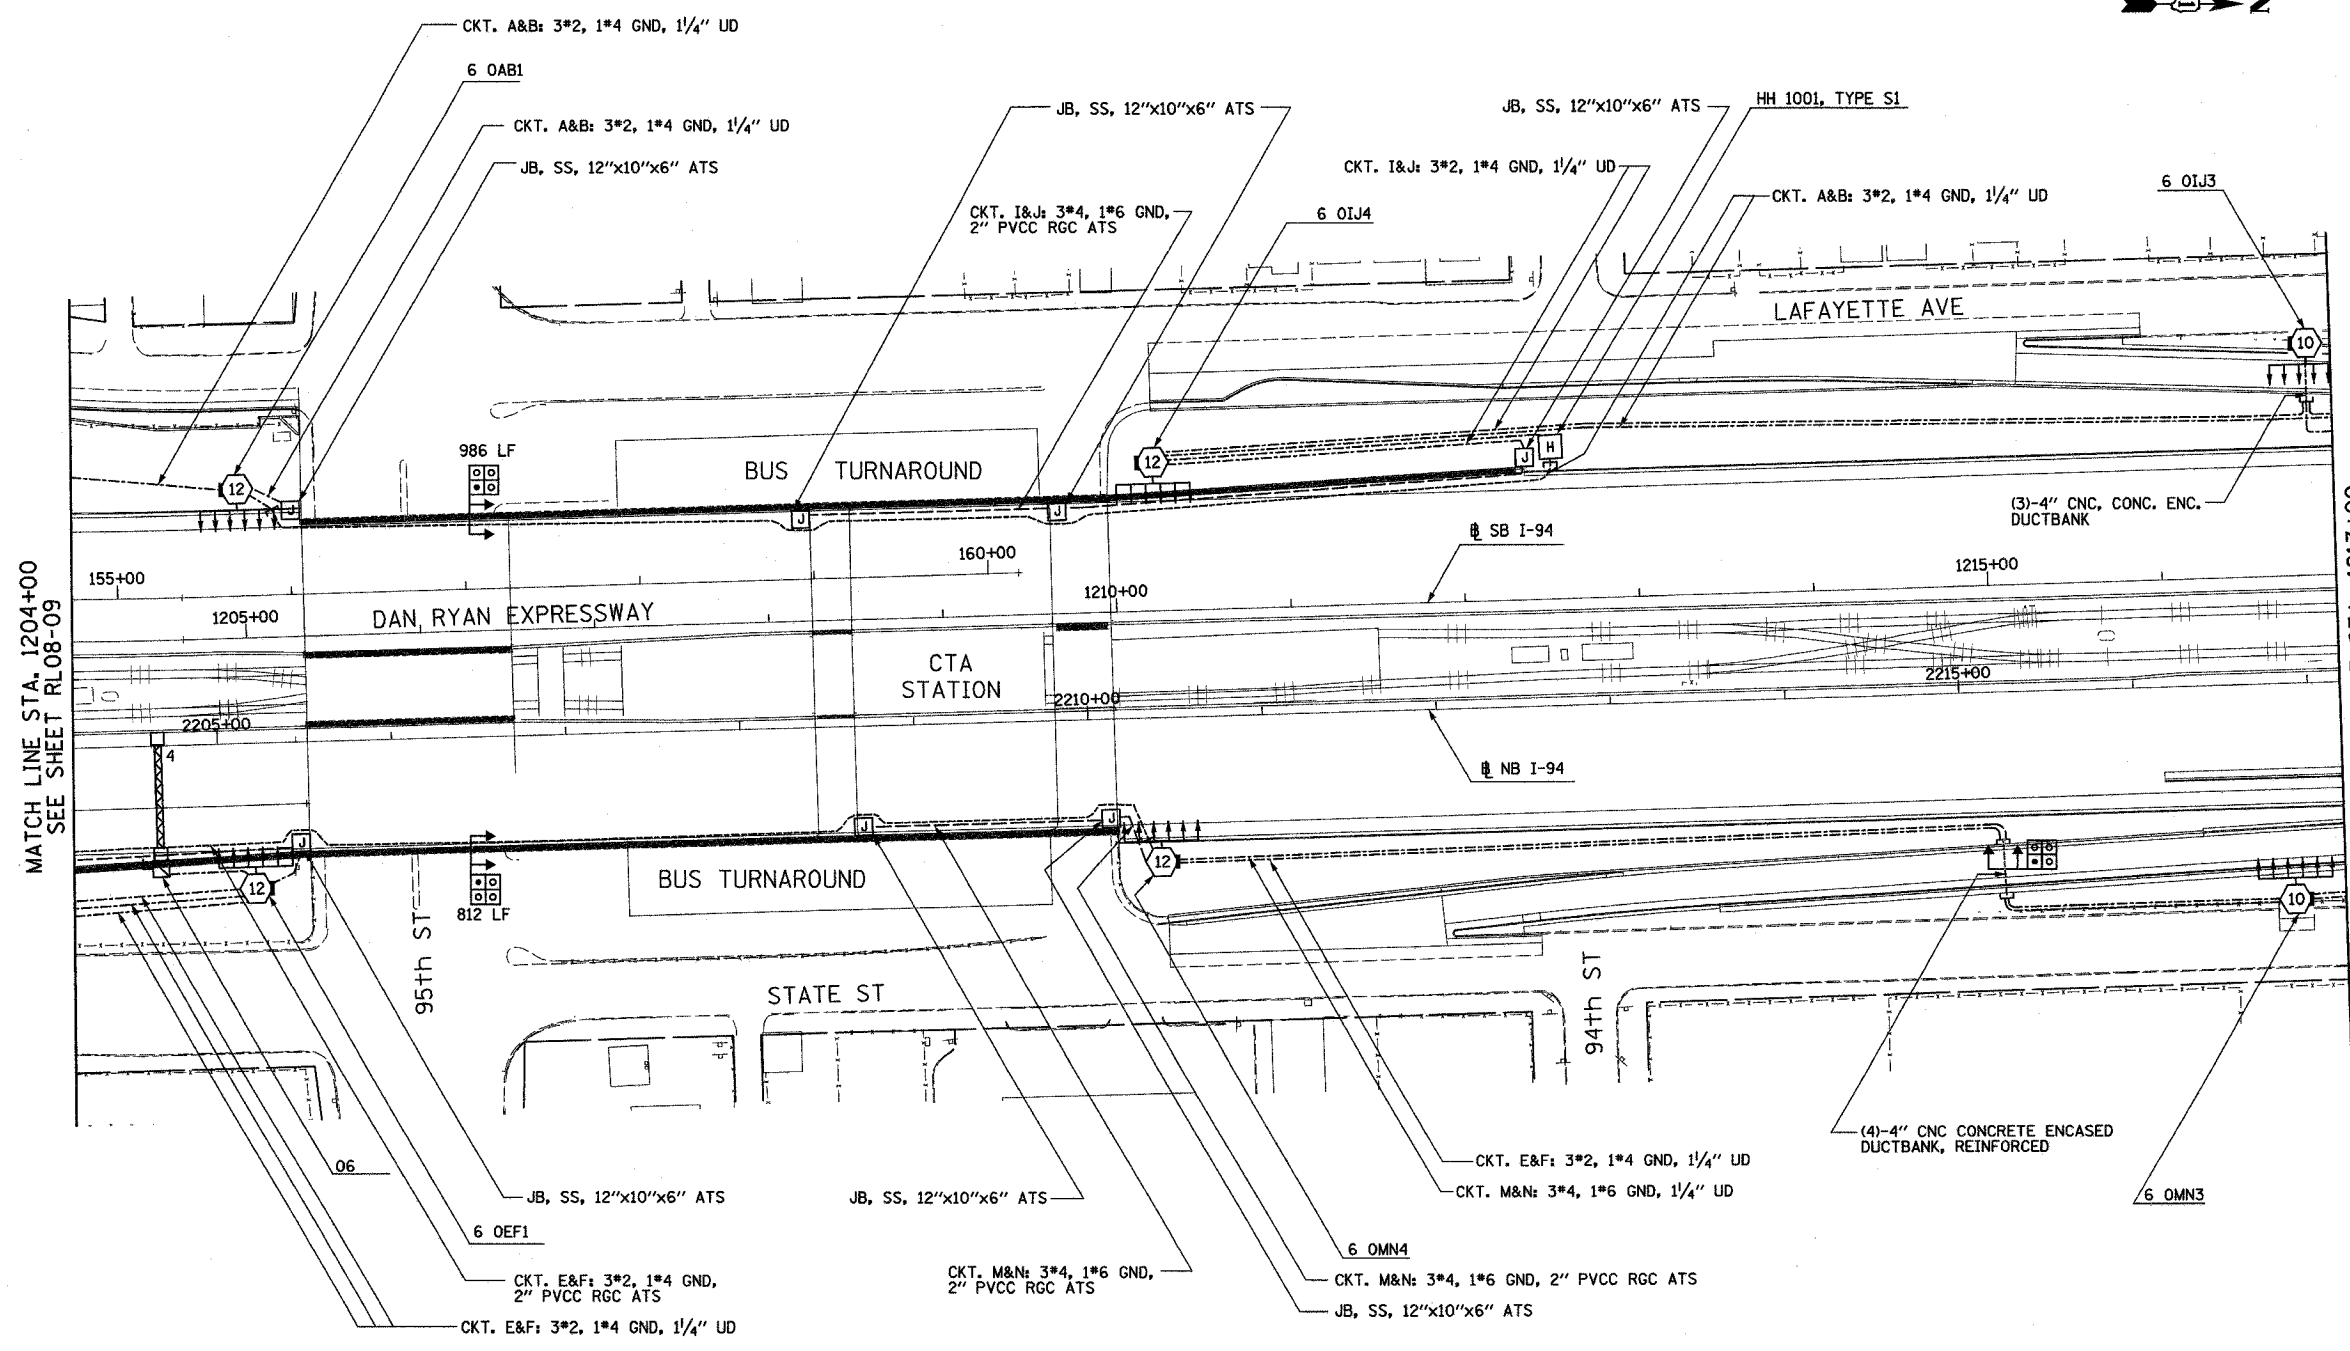 N
CKT. A&B: 3#2, 1#4 GND, 1¼" UD
6 OAB1
CKT. A&B: 3#2, 1#4 GND, 1¼" UD
JB, SS, 12"x10"x6" ATS
JB, SS, 12"x10"x6" ATS
CKT. I&J: 3#4, 1#6 GND,
2" PVCC RGC ATS
6 OIJ4
JB, SS, 12"x10"x6" ATS
HH 1001, TYPE S1
CKT. I&J: 3#2, 1#4 GND, 1¼" UD
CKT. A&B: 3#2, 1#4 GND, 1¼" UD
6 OIJ3
LAFAYETTE AVE
10
12
J
986 LF
BUS TURNAROUND
J
J
12
J
H
(3)-4" CNC, CONC. ENC.
DUCTBANK
℄ SB I-94
MATCH LINE STA. 1204+00
SEE SHEET RL08-09
155+00
160+00
1205+00
DAN RYAN EXPRESSWAY
1210+00
1215+00
CTA
STATION
2205+00
2210+00
2215+00
4
℄ NB I-94
J
12
812 LF
95th ST
BUS TURNAROUND
J
J
12
10
STATE ST
94th ST
(4)-4" CNC CONCRETE ENCASED
DUCTBANK, REINFORCED
O6
JB, SS, 12"x10"x6" ATS
6 OEF1
CKT. E&F: 3#2, 1#4 GND,
2" PVCC RGC ATS
CKT. E&F: 3#2, 1#4 GND, 1¼" UD
JB, SS, 12"x10"x6" ATS
CKT. M&N: 3#4, 1#6 GND,
2" PVCC RGC ATS
CKT. E&F: 3#2, 1#4 GND, 1¼" UD
CKT. M&N: 3#4, 1#6 GND, 1¼" UD
6 OMN4
CKT. M&N: 3#4, 1#6 GND, 2" PVCC RGC ATS
JB, SS, 12"x10"x6" ATS
6 OMN3